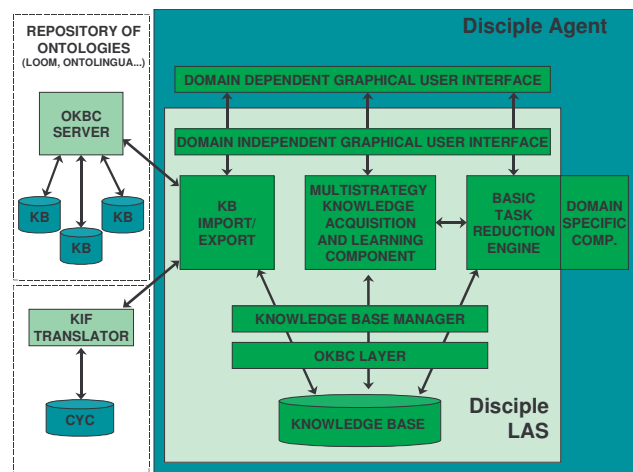 REPOSITORY OF
ONTOLOGIES
(LOOM, ONTOLINGUA...)
OKBC
SERVER
KB
KB
KB
KIF
TRANSLATOR
CYC
Disciple Agent
DOMAIN DEPENDENT GRAPHICAL USER INTERFACE
DOMAIN INDEPENDENT GRAPHICAL USER INTERFACE
KB
IMPORT/
EXPORT
MULTISTRATEGY
KNOWLEDGE
ACQUISITION
AND LEARNING
COMPONENT
BASIC
TASK
REDUCTION
ENGINE
DOMAIN
SPECIFIC
COMP.
KNOWLEDGE BASE MANAGER
OKBC LAYER
KNOWLEDGE BASE
Disciple
LAS